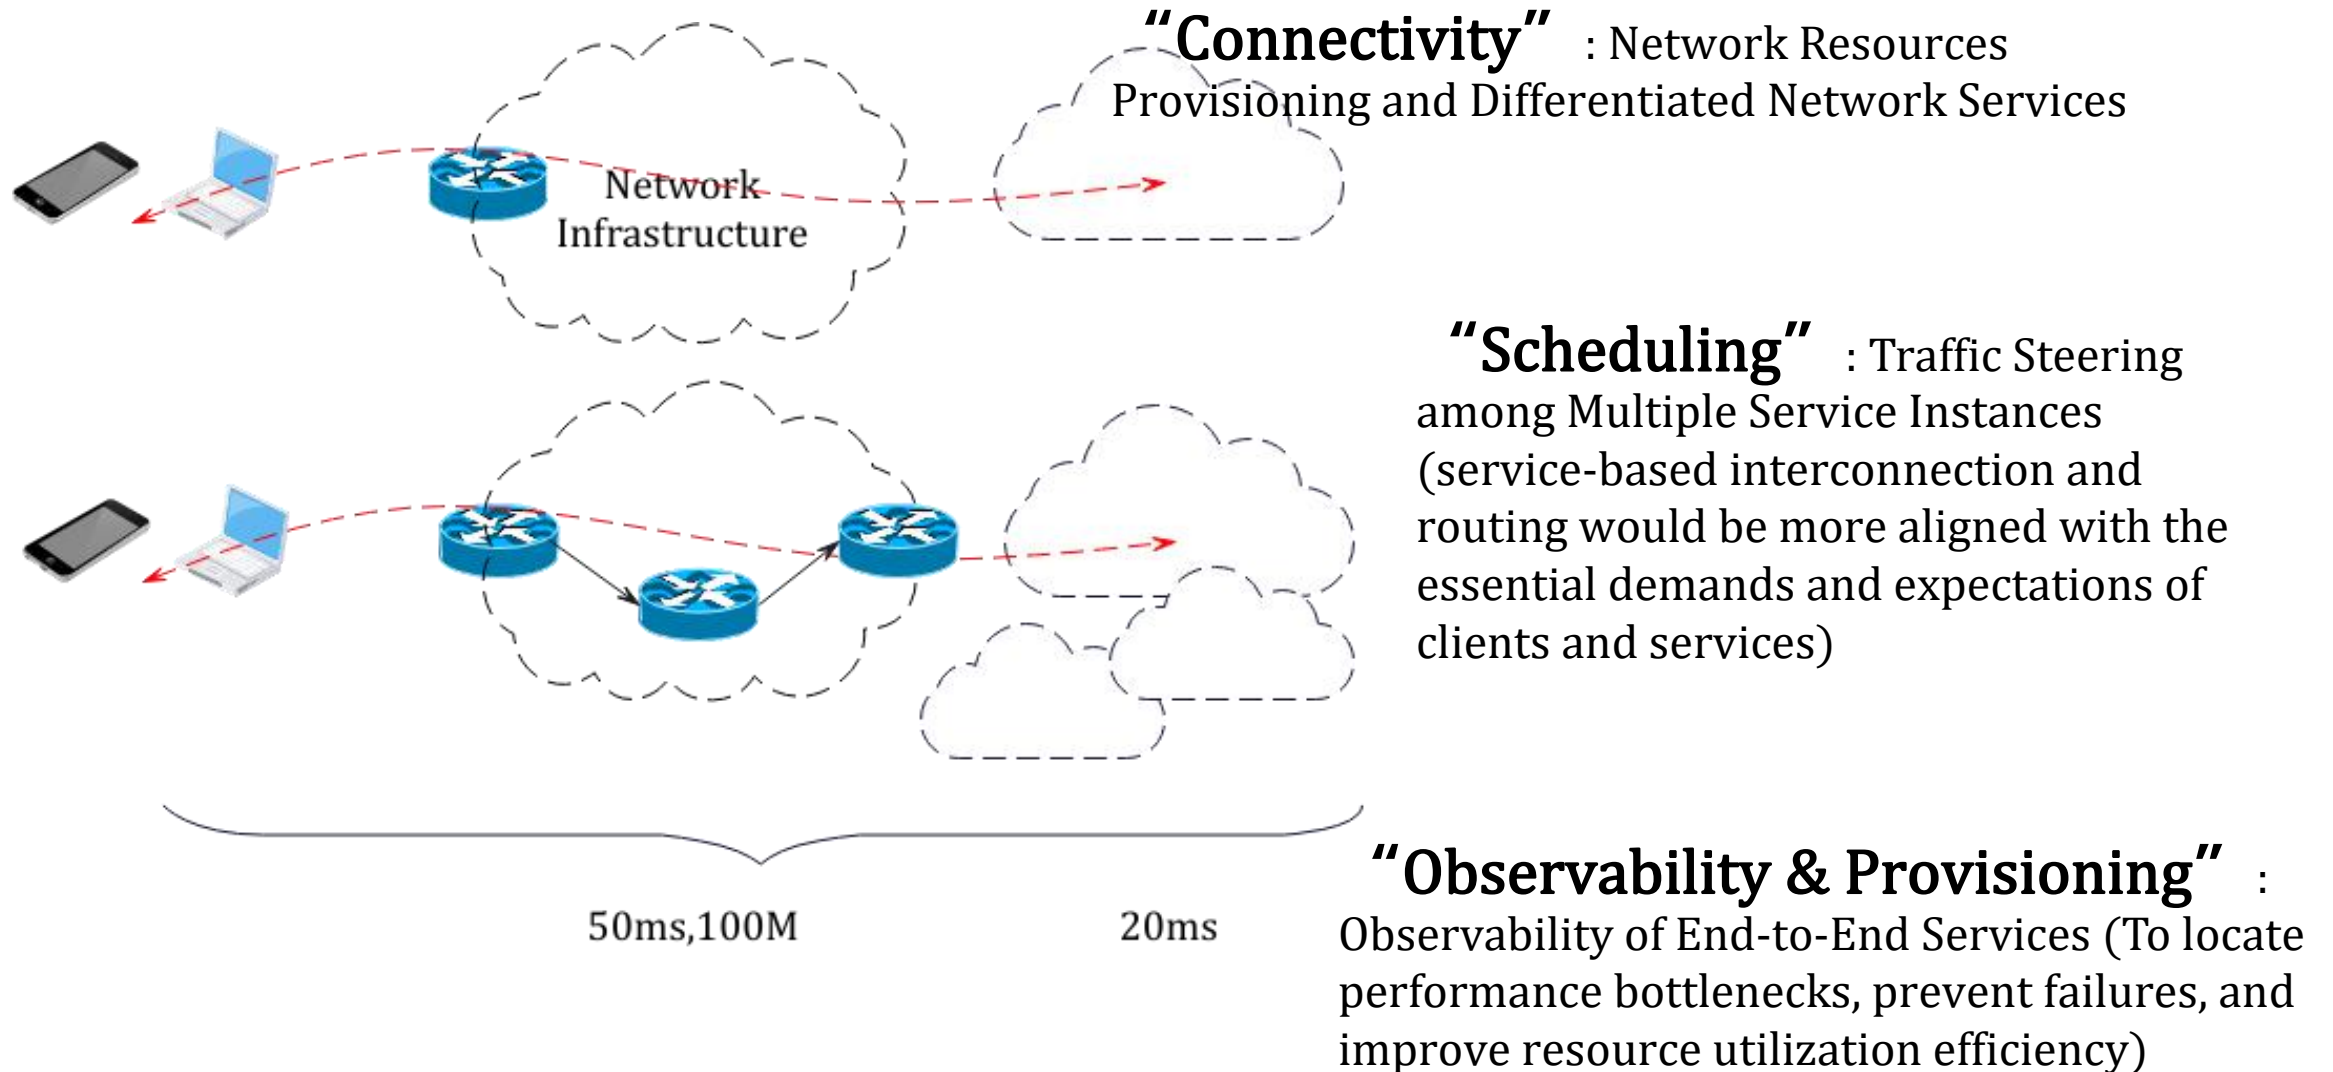 “Connectivity” : Network Resources
Provisioning and Differentiated Network Services
Network
Infrastructure
“Scheduling” : Traffic Steering
among Multiple Service Instances
(service-based interconnection and
routing would be more aligned with the
essential demands and expectations of
clients and services)
50ms,100M
20ms
“Observability & Provisioning” :
Observability of End-to-End Services (To locate
performance bottlenecks, prevent failures, and
improve resource utilization efficiency)